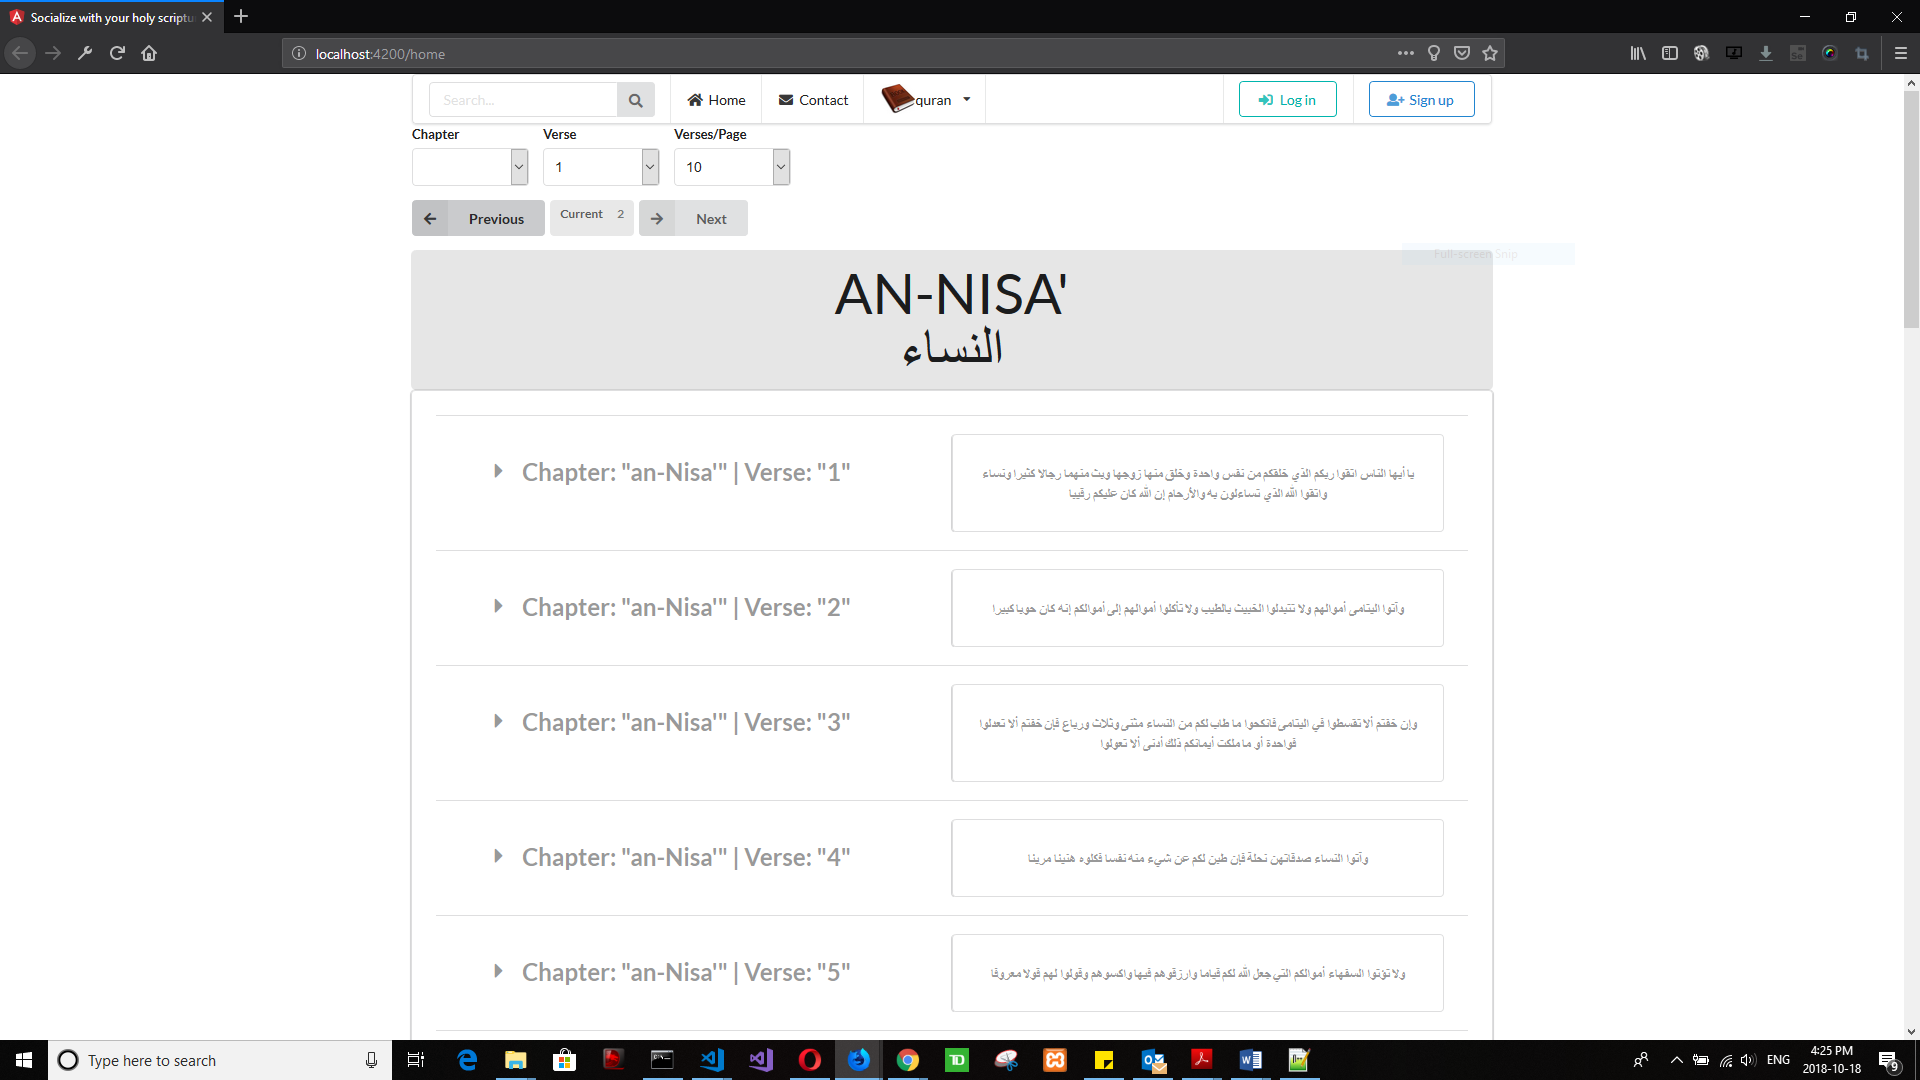 Socialize with your holy scriptu
localhost:4200/home
Search...
Home
Contact
quran
Log in
Sign up
Chapter
Verse
Verses/Page
1
10
Previous
Current 2
Next
Full-screen Snip
AN-NISA'
النساء
Chapter: "an-Nisa'" | Verse: "1"
يا أيها الناس اتقوا ربكم الذي خلقكم من نفس واحدة وخلق منها زوجها وبث منهما رجالا كثيرا ونساء
واتقوا الله الذي تساءلون به والأرحام إن الله كان عليكم رقيبا
Chapter: "an-Nisa'" | Verse: "2"
وآتوا اليتامى أموالهم ولا تتبدلوا الخبيث بالطيب ولا تأكلوا أموالهم إلى أموالكم إنه كان حوبا كبيرا
Chapter: "an-Nisa'" | Verse: "3"
وإن خفتم ألا تقسطوا في اليتامى فانكحوا ما طاب لكم من النساء مثنى وثلاث ورباع فإن خفتم ألا تعدلوا
فواحدة أو ما ملكت أيمانكم ذلك أدنى ألا تعولوا
Chapter: "an-Nisa'" | Verse: "4"
وآتوا النساء صدقاتهن نحلة فإن طبن لكم عن شيء منه نفسا فكلوه هنيئا مريئا
Chapter: "an-Nisa'" | Verse: "5"
ولا تؤتوا السفهاء أموالكم التي جعل الله لكم قياما وارزقوهم فيها واكسوهم وقولوا لهم قولا معروفا
Type here to search
ENG
4:25 PM
2018-10-18
9